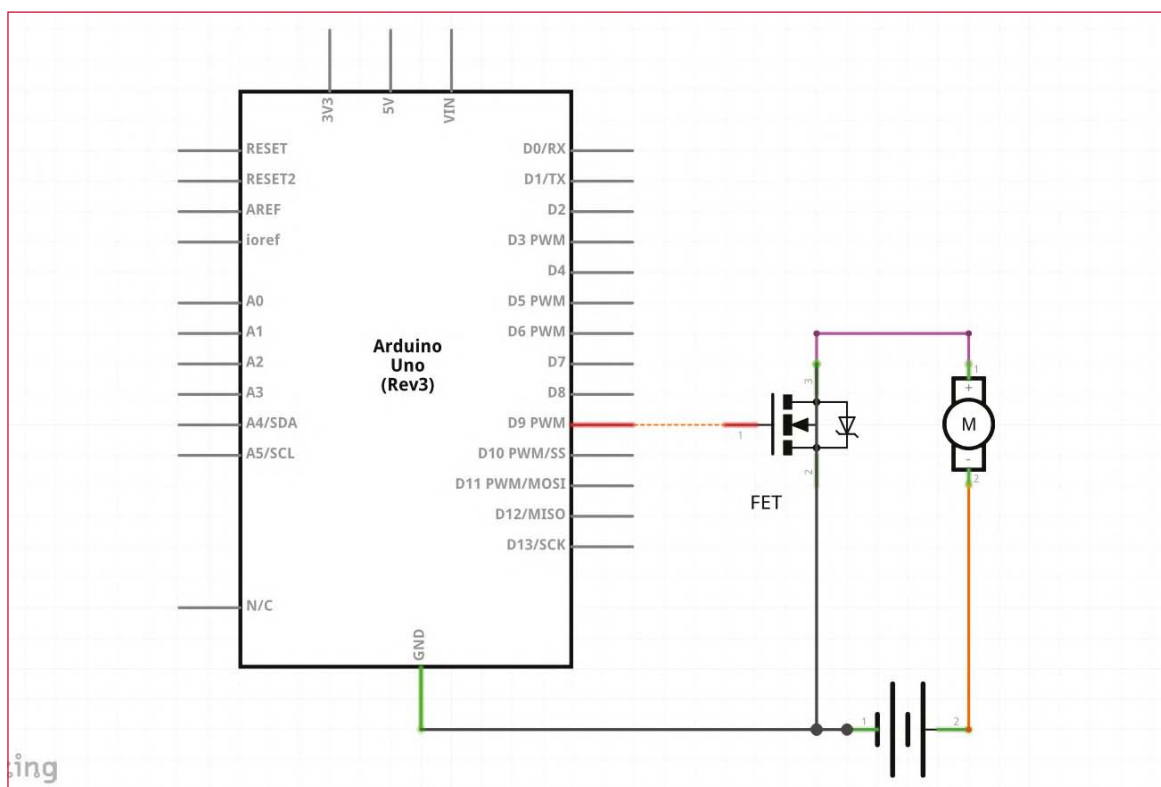 3V3
5V
VIN
RESET
RESET2
AREF
ioref
A0
A1
A2
A3
A4/SDA
A5/SCL
N/C
Arduino
Uno
(Rev3)
D0/RX
D1/TX
D2
D3 PWM
D4
D5 PWM
D6 PWM
D7
D8
D9 PWM
D10 PWM/SS
D11 PWM/MOSI
D12/MISO
D13/SCK
GND
1
3
2
FET
1
+
M
-
2
1
2
ing